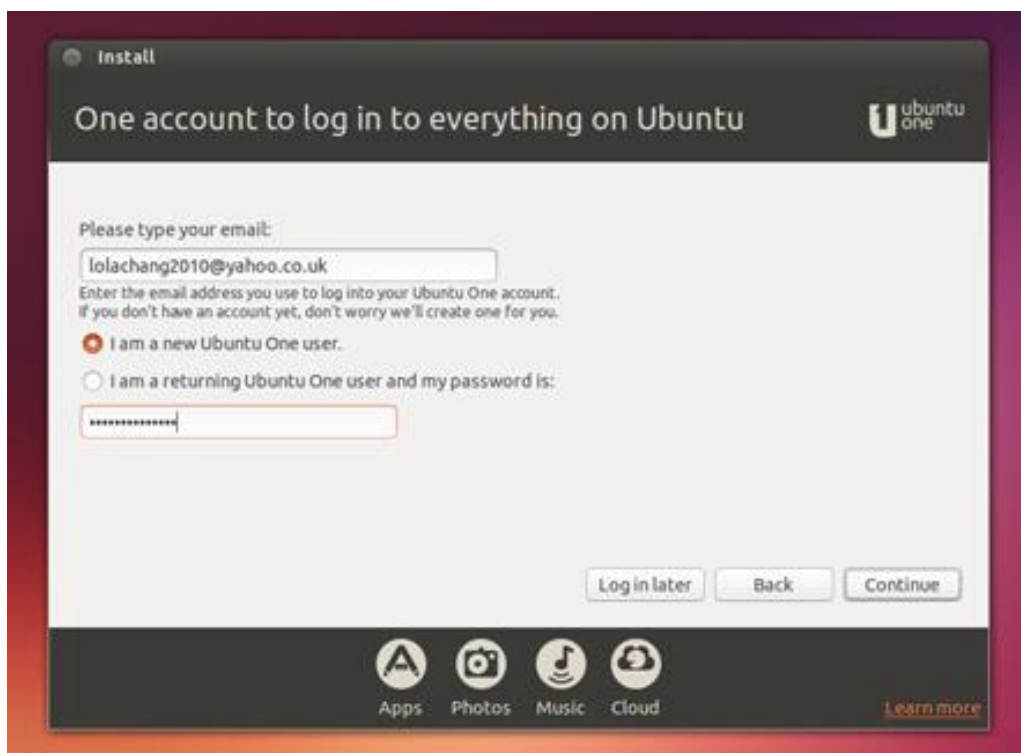 Install
One account to log in to everything on Ubuntu
ubuntu
one
Please type your email:
lolachang2010@yahoo.co.uk
Enter the email address you use to log into your Ubuntu One account.
If you don't have an account yet, don't worry we'll create one for you.
I am a new Ubuntu One user.
I am a returning Ubuntu One user and my password is:
••••••••••••••
Log in later
Back
Continue
Apps
Photos
Music
Cloud
Learn more